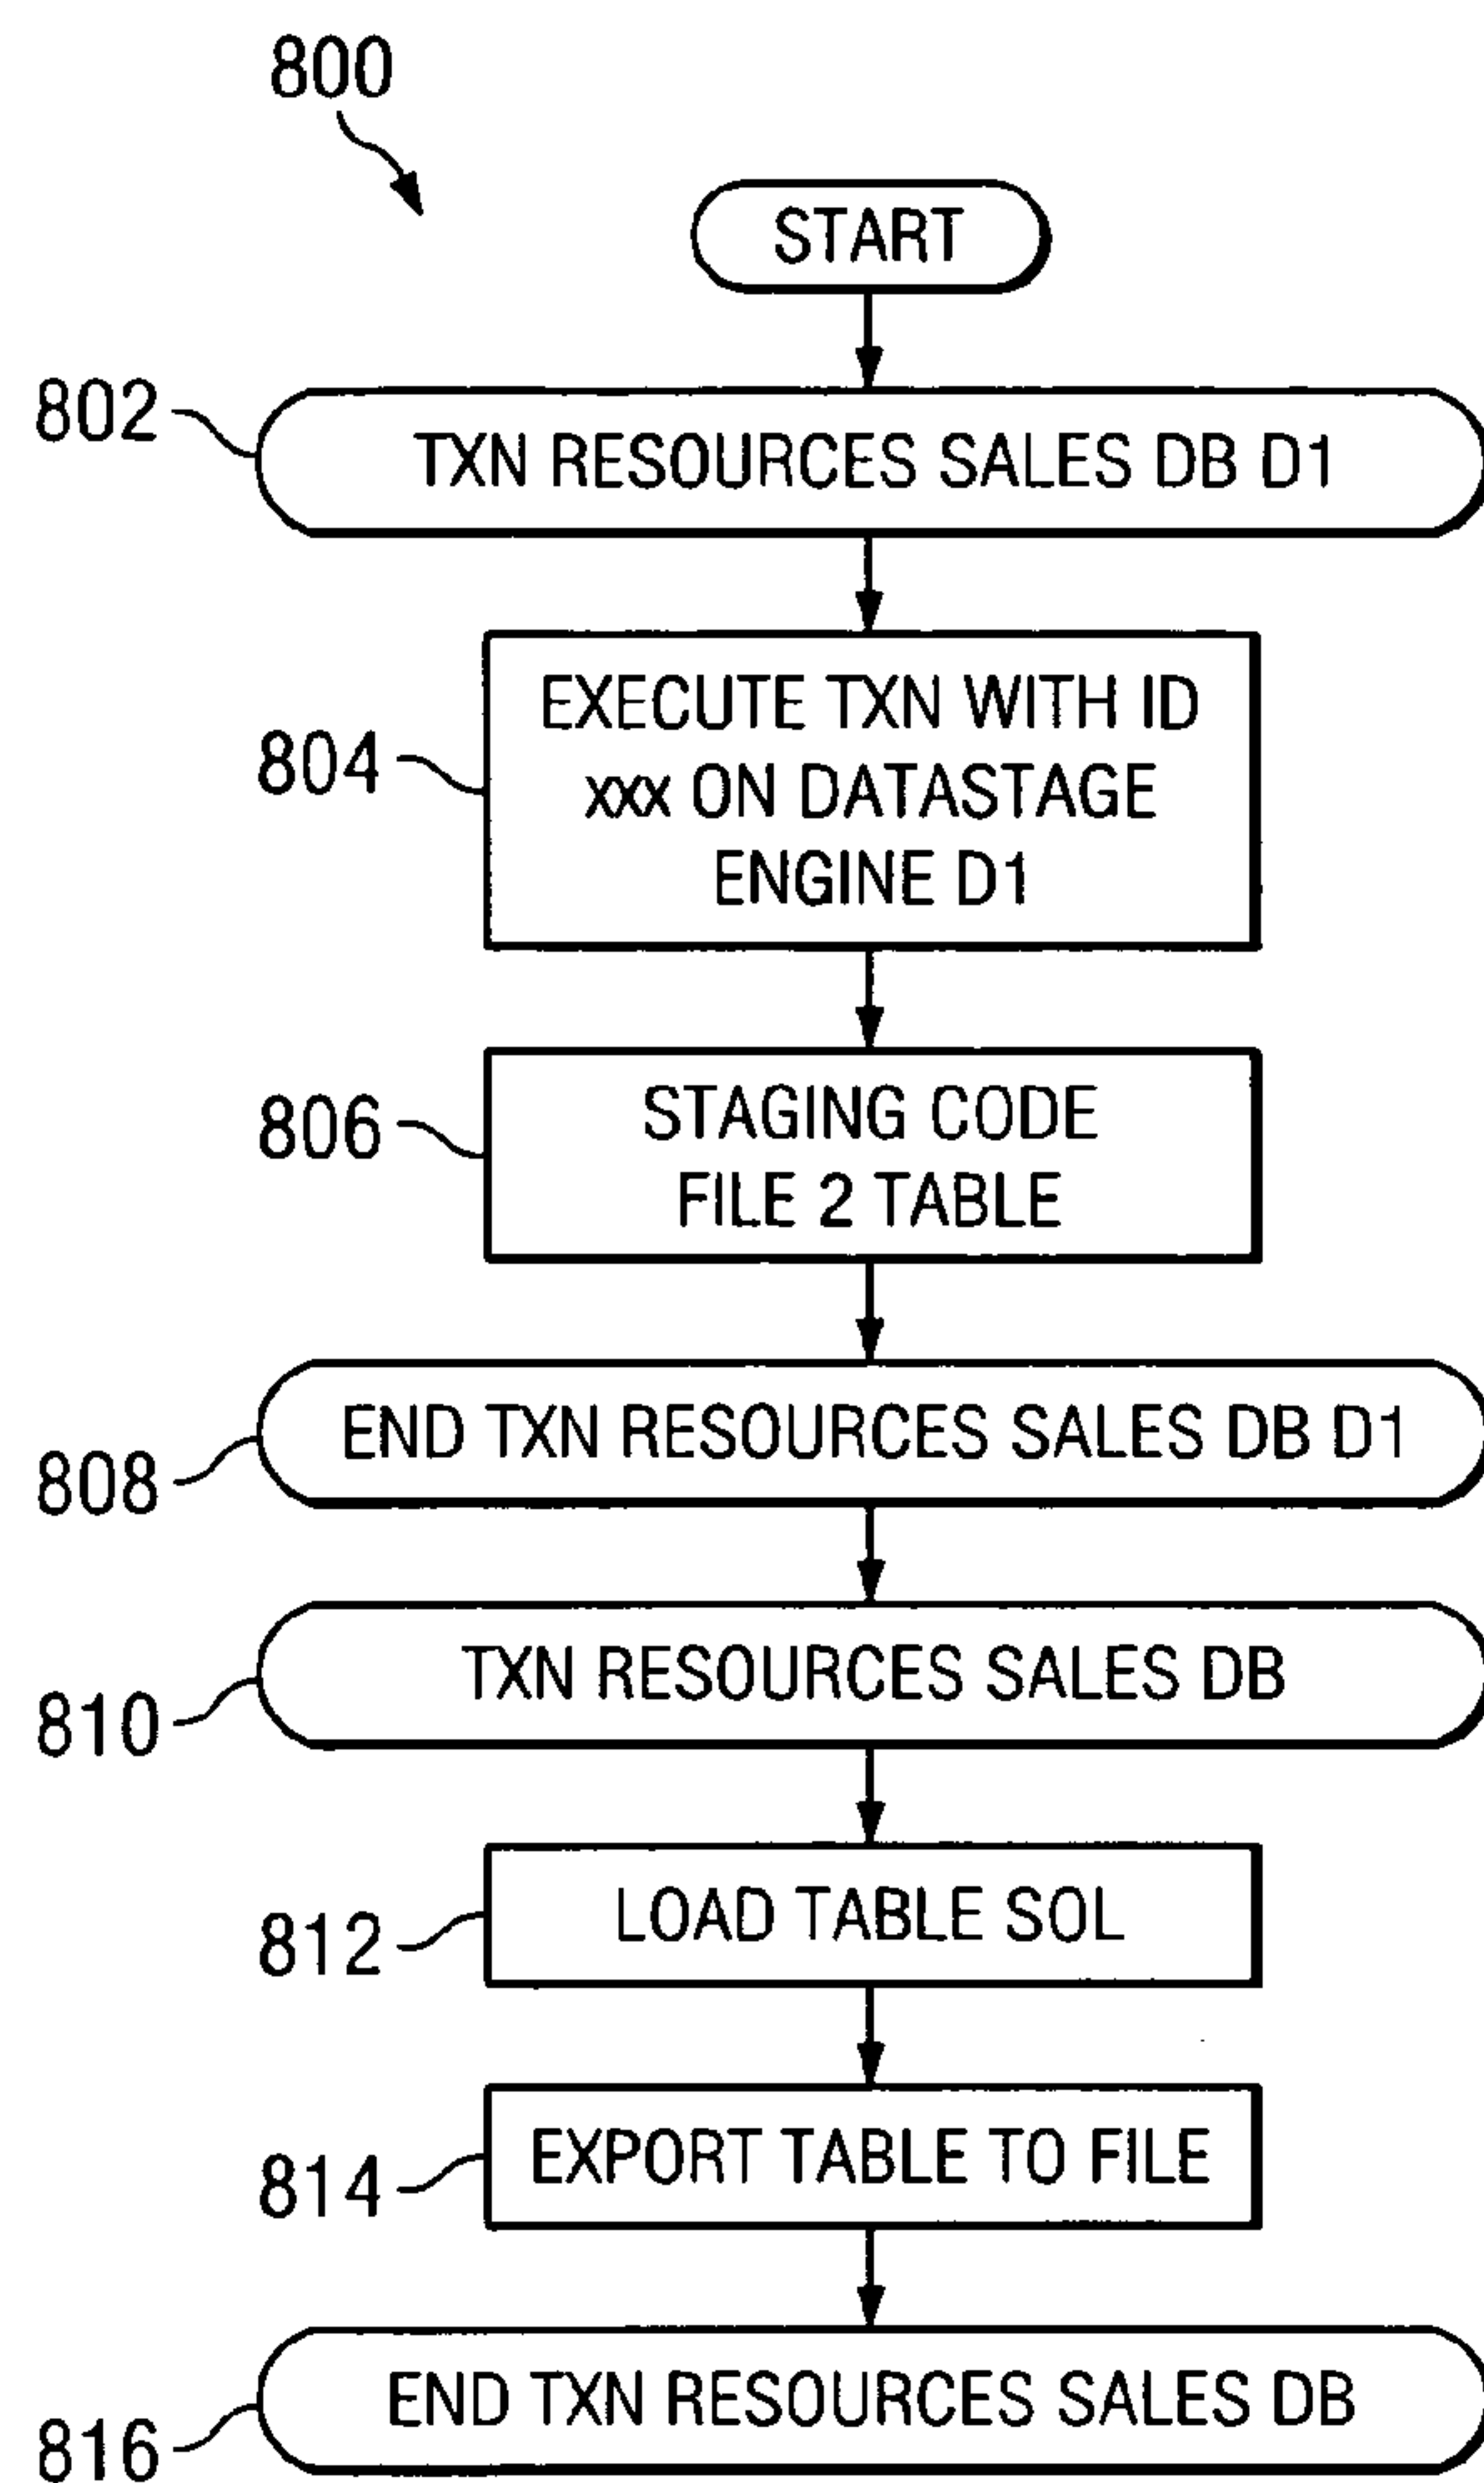 800
START
802
TXN RESOURCES SALES DB D1
804
EXECUTE TXN WITH ID
xxx ON DATASTAGE
ENGINE D1
806
STAGING CODE
FILE 2 TABLE
808
END TXN RESOURCES SALES DB D1
810
TXN RESOURCES SALES DB
812
LOAD TABLE SOL
814
EXPORT TABLE TO FILE
816
END TXN RESOURCES SALES DB